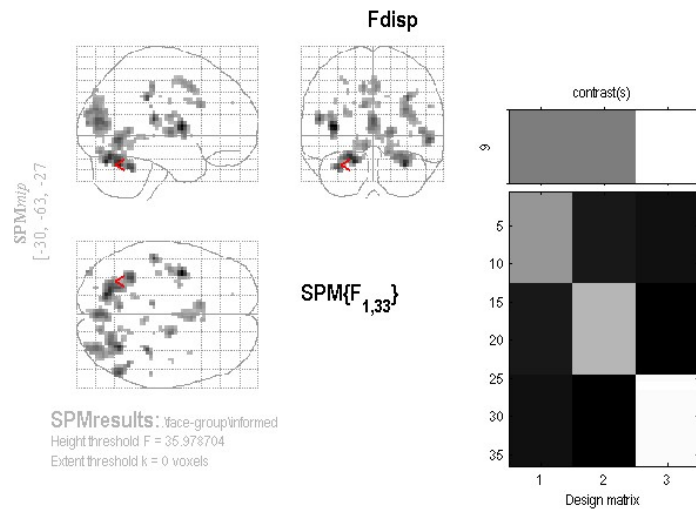 Fdisp
SPMmip
[-30, -63, -27]
SPM{F1,33}
SPMresults: .\face-group\informed
Height threshold F = 35.978704
Extent threshold k = 0 voxels
contrast(s)
9
5
10
15
20
25
30
35
1 2 3
Design matrix